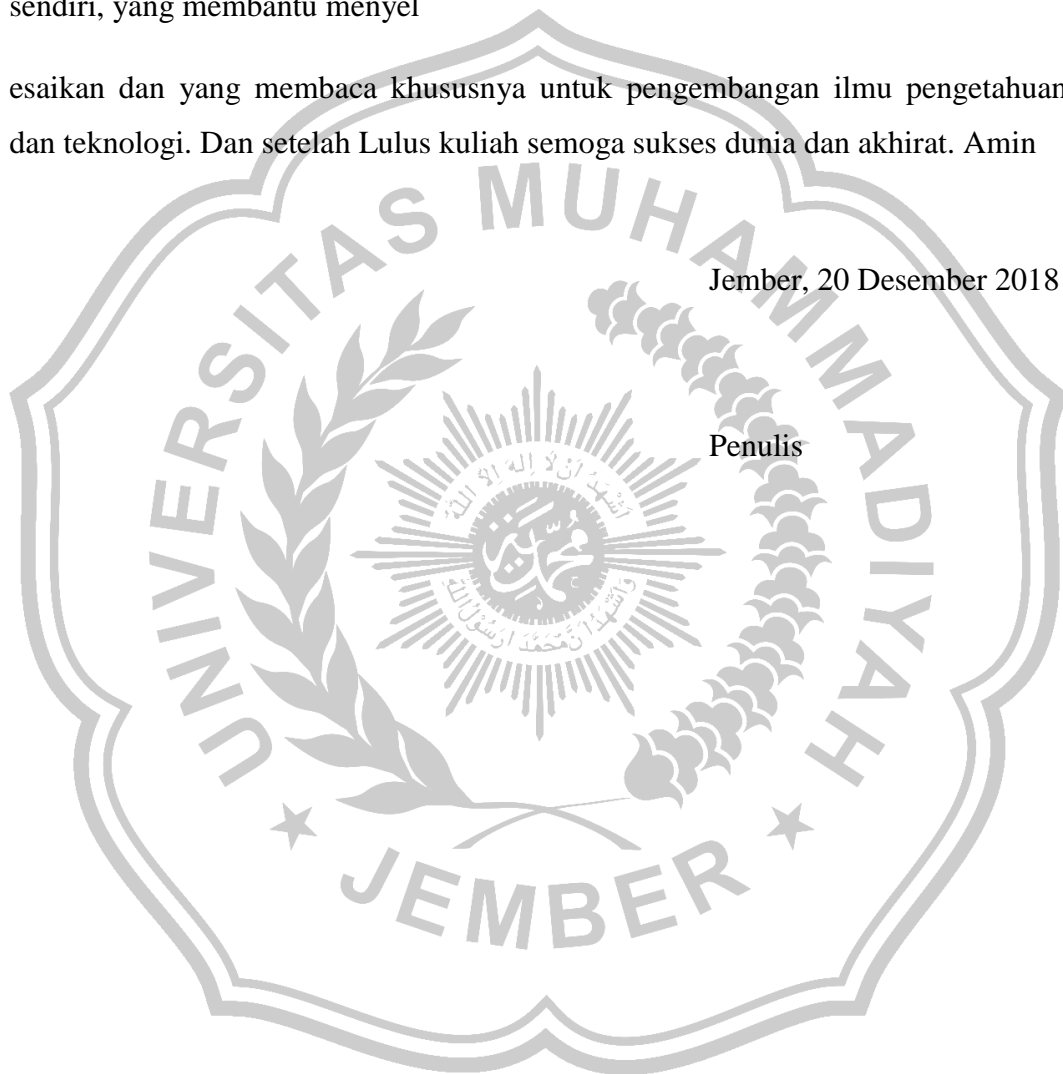 sendiri, yang membantu menyel
esaikan dan yang membaca khususnya untuk pengembangan ilmu pengetahuan
dan teknologi. Dan setelah Lulus kuliah semoga sukses dunia dan akhirat. Amin
Jember, 20 Desember 2018
Penulis
UNIVERSITAS MUHAMMADIYAH
JEMBER